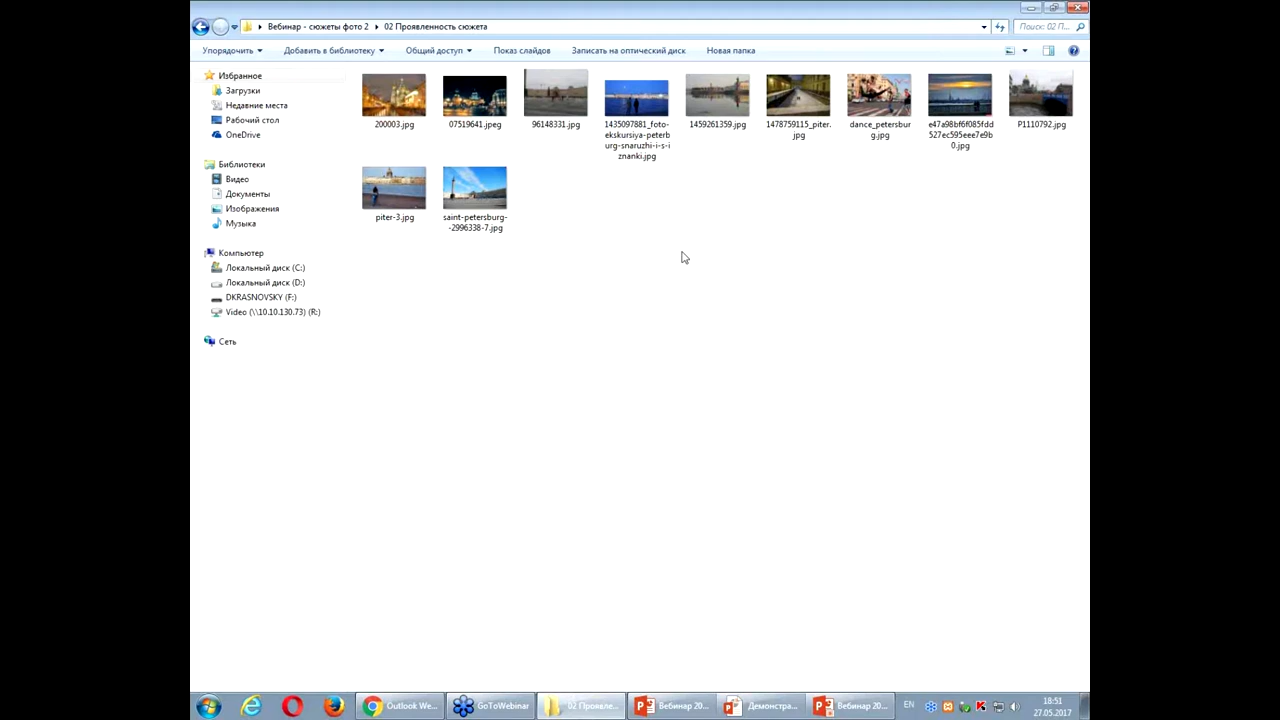 Вебинар - сюжеты фото 2 02 Проявленность сюжета
Поиск: 02 П...
Упорядочить Добавить в библиотеку Общий доступ Показ слайдов Записать на оптический диск Новая папка
Избранное
Загрузки
Недавние места
Рабочий стол
OneDrive
Библиотеки
Видео
Документы
Изображения
Музыка
Компьютер
Локальный диск (C:)
Локальный диск (D:)
DKRASNOVSKY (F:)
Video (\\10.10.130.73) (R:)
Сеть
200003.jpg
07519641.jpeg
96148331.jpg
1435097881_foto-
ekskursiya-peterb
urg-snaruzhi-i-s-i
znanki.jpg
1459261359.jpg
1478759115_piter.
jpg
dance_petersbur
g.jpg
e47a98bf6f085fdd
527ec595eee7e9b
0.jpg
P1110792.jpg
piter-3.jpg
saint-petersburg-
-2996338-7.jpg
Outlook We...
GoToWebinar
02 Проявле...
Вебинар 20...
Демонстра...
Вебинар 20...
EN
18:51
27.05.2017